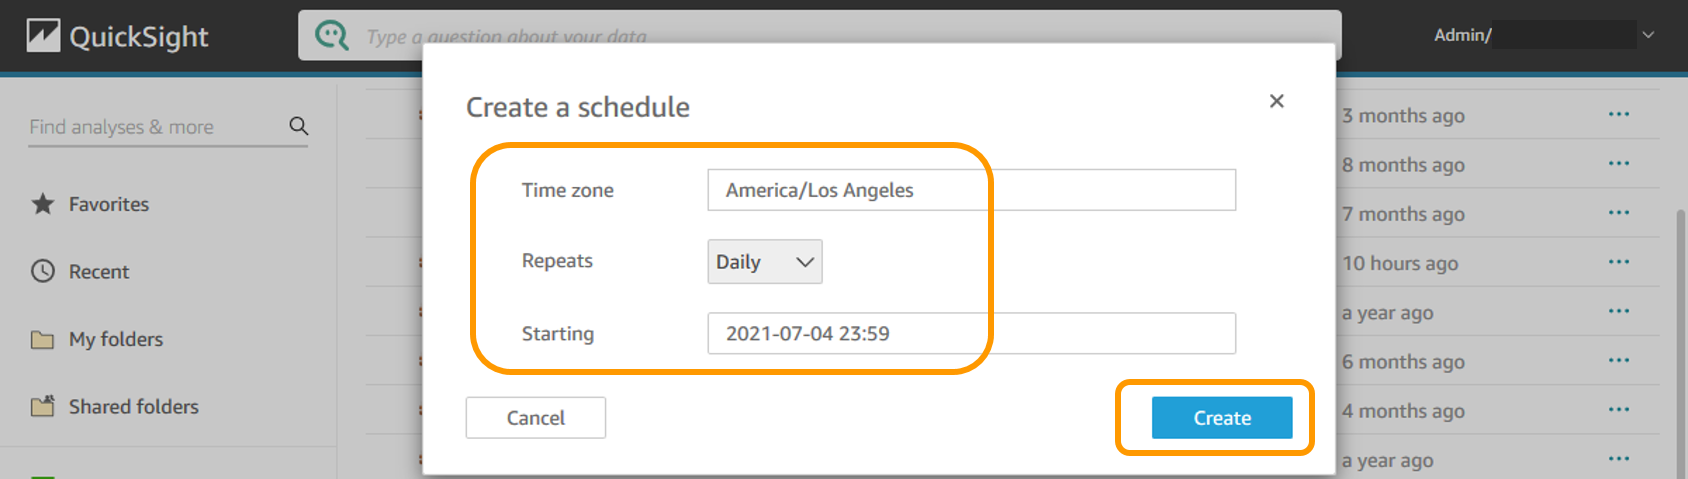 QuickSight
Type a question about your data
Admin/
Create a schedule
Find analyses & more
Favorites
Recent
My folders
Shared folders
Time zone
America/Los Angeles
Repeats
Daily
Starting
2021-07-04 23:59
Cancel
Create
3 months ago
8 months ago
7 months ago
10 hours ago
a year ago
6 months ago
4 months ago
a year ago